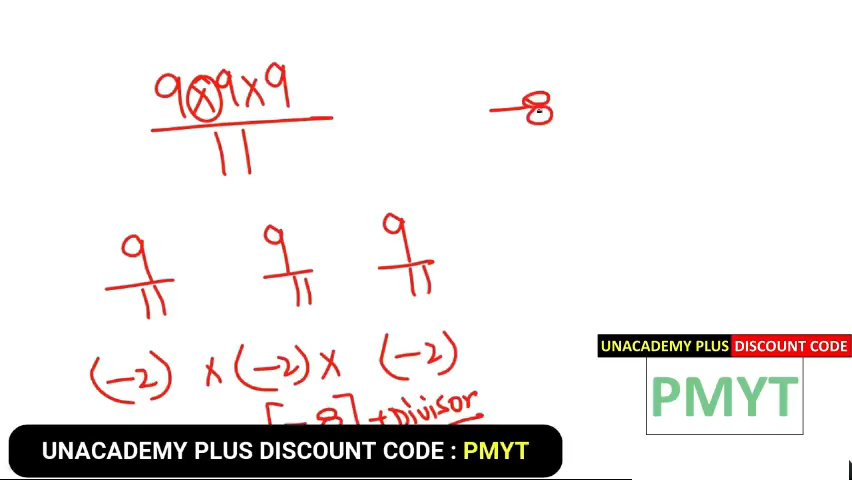 9×9×9
11
-8
9 9 9
11 11 11
(-2) × (-2) × (-2)
[-8] + Divisor
UNACADEMY PLUS DISCOUNT CODE
PMYT
UNACADEMY PLUS DISCOUNT CODE : PMYT